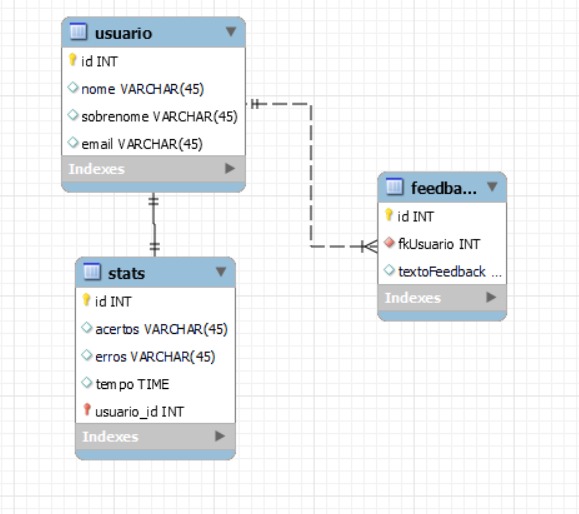 usuario
id INT
nome VARCHAR(45)
sobrenome VARCHAR(45)
email VARCHAR(45)
Indexes
feedba...
id INT
fkUsuario INT
textoFeedback ...
Indexes
stats
id INT
acertos VARCHAR(45)
erros VARCHAR(45)
tempo TIME
usuario_id INT
Indexes